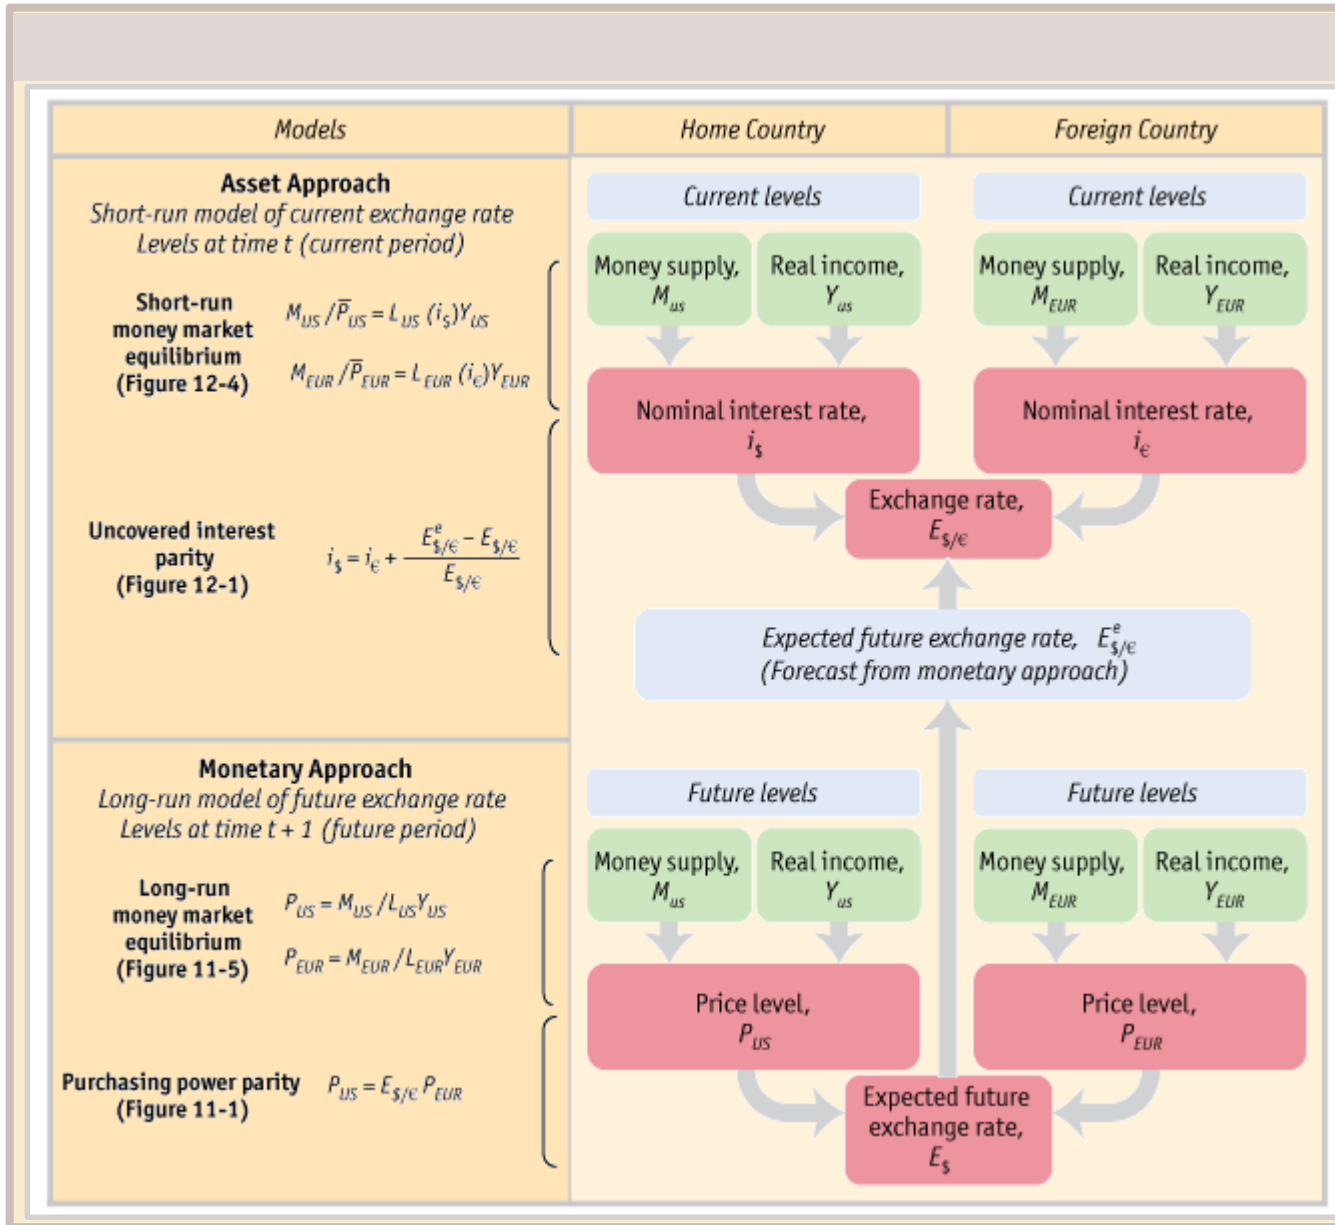 Models
Home Country
Foreign Country
Asset Approach
Short-run model of current exchange rate
Levels at time t (current period)
Short-run
money market
equilibrium
(Figure 12-4)
M_US/P̅_US = L_US (i_$)Y_US
M_EUR/P̅_EUR = L_EUR (i_€)Y_EUR
Uncovered interest
parity
(Figure 12-1)
i_$ = i_€ + (E^e_$/€ − E_$/€) / E_$/€
Current levels
Current levels
Money supply,
M_us
Real income,
Y_us
Money supply,
M_EUR
Real income,
Y_EUR
Nominal interest rate,
i_$
Nominal interest rate,
i_€
Exchange rate,
E_$/€
Expected future exchange rate, E^e_$/€
(Forecast from monetary approach)
Monetary Approach
Long-run model of future exchange rate
Levels at time t + 1 (future period)
Long-run
money market
equilibrium
(Figure 11-5)
P_US = M_US/L_US Y_US
P_EUR = M_EUR/L_EUR Y_EUR
Purchasing power parity
(Figure 11-1)
P_US = E_$/€ P_EUR
Future levels
Future levels
Money supply,
M_us
Real income,
Y_us
Money supply,
M_EUR
Real income,
Y_EUR
Price level,
P_US
Price level,
P_EUR
Expected future
exchange rate,
E_$